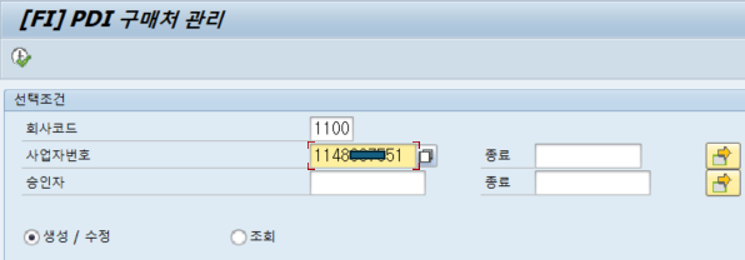 [FI] PDI 구매처 관리
선택조건
회사코드 1100
사업자번호 종료
승인자 종료
생성 / 수정 조회